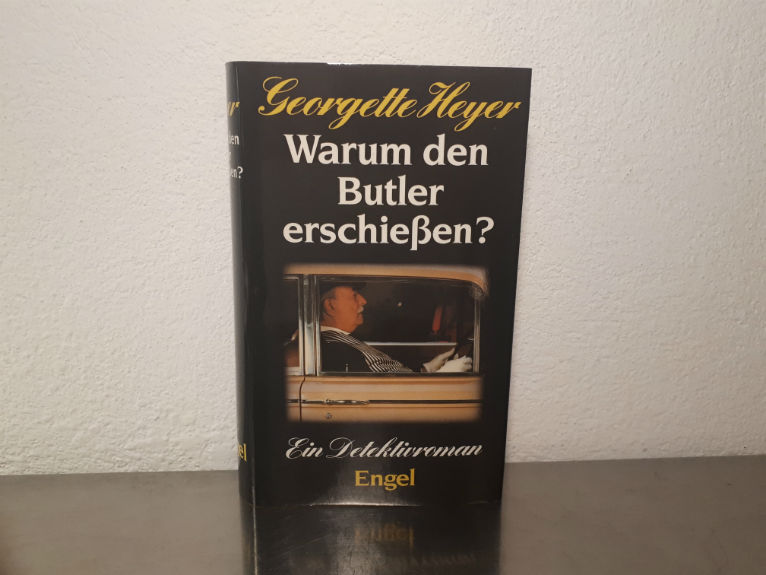 Georgette Heyer
Warum den
Butler
erschießen?
Ein Detektivroman
Engel